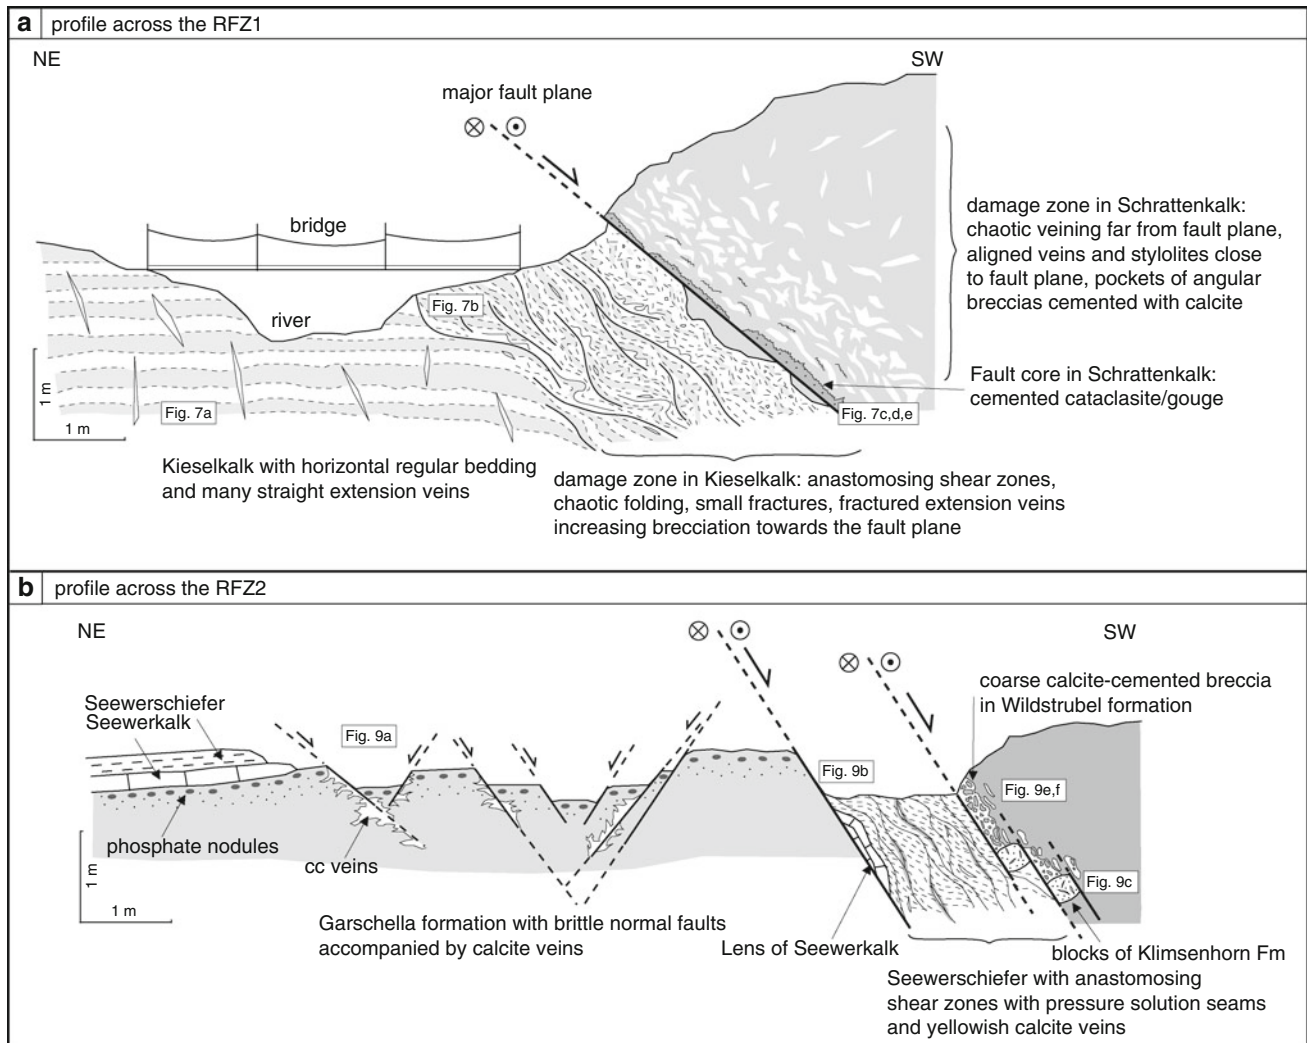 a profile across the RFZ1
NE
SW
major fault plane
bridge
river
Fig. 7b
damage zone in Schrattenkalk:
chaotic veining far from fault plane,
aligned veins and stylolites close
to fault plane, pockets of angular
breccias cemented with calcite
Fault core in Schrattenkalk:
cemented cataclasite/gouge
1 m
1 m
Fig. 7a
Fig. 7c,d,e
Kieselkalk with horizontal regular bedding
and many straight extension veins
damage zone in Kieselkalk: anastomosing shear zones,
chaotic folding, small fractures, fractured extension veins
increasing brecciation towards the fault plane
b profile across the RFZ2
NE
SW
coarse calcite-cemented breccia
in Wildstrubel formation
Seewerschiefer
Seewerkalk
Fig. 9a
Fig. 9b
Fig. 9e,f
phosphate nodules
cc veins
Fig. 9c
1 m
1 m
Garschella formation with brittle normal faults
accompanied by calcite veins
Lens of Seewerkalk
blocks of Klimsenhorn Fm
Seewerschiefer with anastomosing
shear zones with pressure solution seams
and yellowish calcite veins